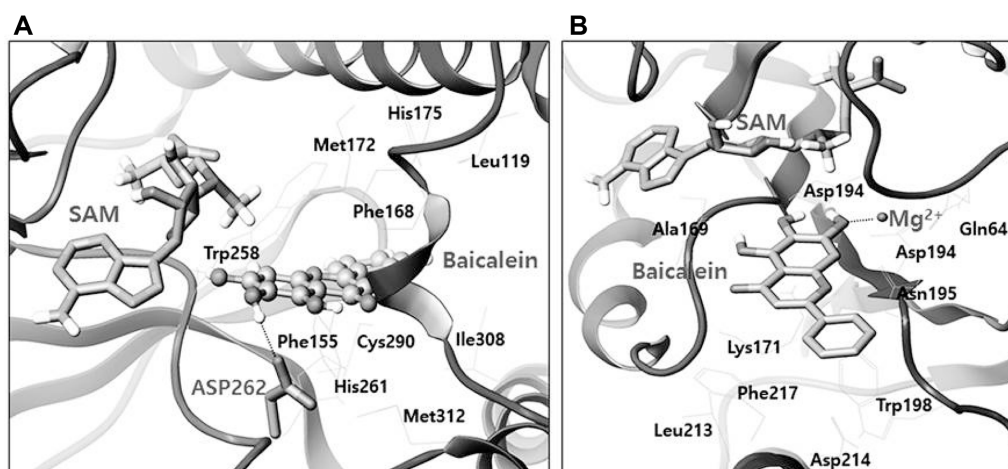 A
His175
Met172
Leu119
SAM
Phe168
Trp258
Baicalein
Phe155
Cys290
Ile308
ASP262
His261
Met312
B
SAM
Asp194
Mg²⁺
Gln64
Ala169
Asp194
Baicalein
Asn195
Lys171
Phe217
Trp198
Leu213
Asp214